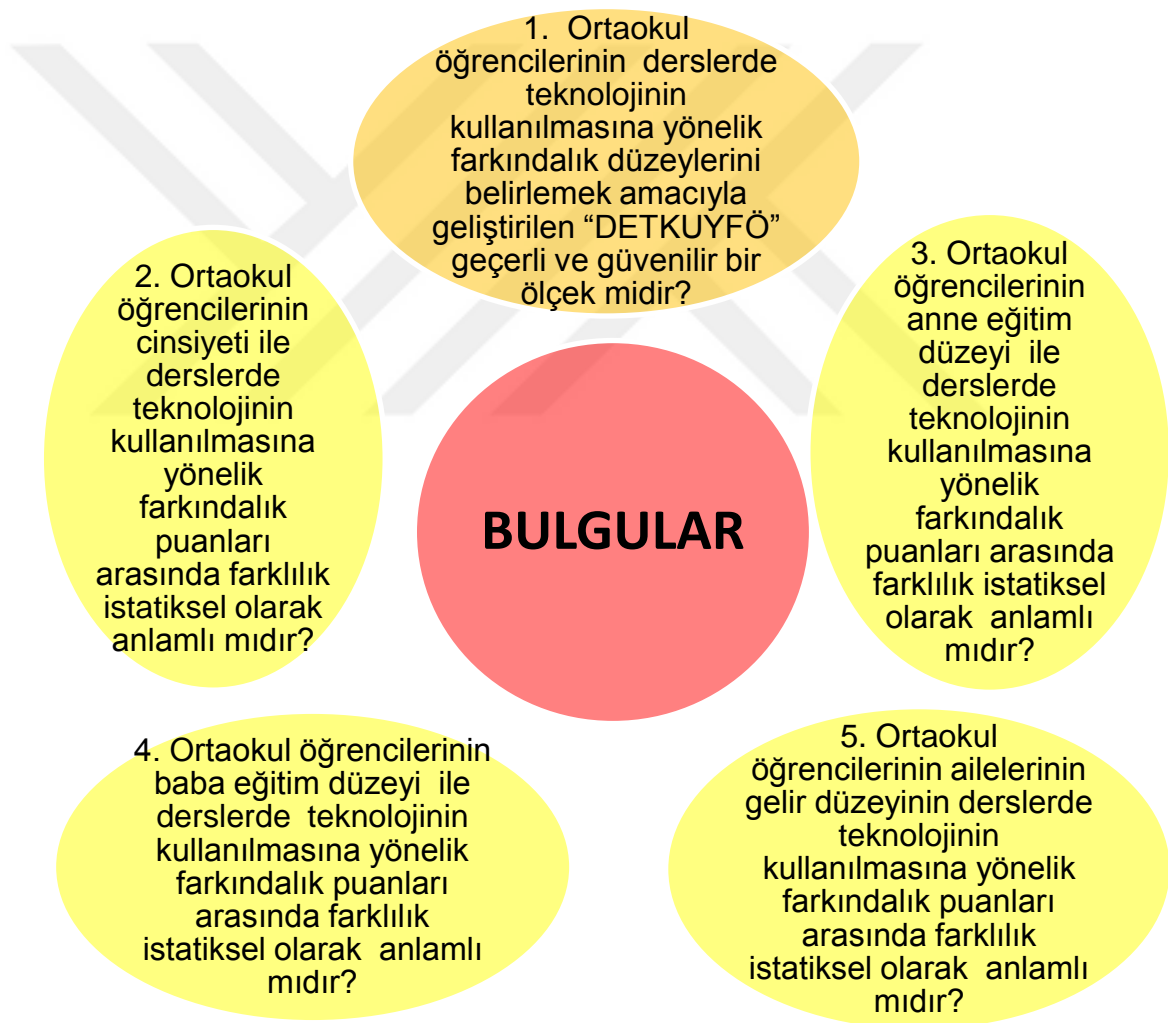 1. Ortaokul
öğrencilerinin derslerde
teknolojinin
kullanılmasına yönelik
farkındalık düzeylerini
belirlemek amacıyla
geliştirilen “DETKUYFÖ”
geçerli ve güvenilir bir
ölçek midir?
2. Ortaokul
öğrencilerinin
cinsiyeti ile
derslerde
teknolojinin
kullanılmasına
yönelik
farkındalık
puanları
arasında farklılık
istatiksel olarak
anlamlı mıdır?
3. Ortaokul
öğrencilerinin
anne eğitim
düzeyi ile
derslerde
teknolojinin
kullanılmasına
yönelik
farkındalık
puanları arasında
farklılık istatiksel
olarak anlamlı
mıdır?
BULGULAR
4. Ortaokul öğrencilerinin
baba eğitim düzeyi ile
derslerde teknolojinin
kullanılmasına yönelik
farkındalık puanları
arasında farklılık
istatiksel olarak anlamlı
mıdır?
5. Ortaokul
öğrencilerinin ailelerinin
gelir düzeyinin derslerde
teknolojinin
kullanılmasına yönelik
farkındalık puanları
arasında farklılık
istatiksel olarak anlamlı
mıdır?